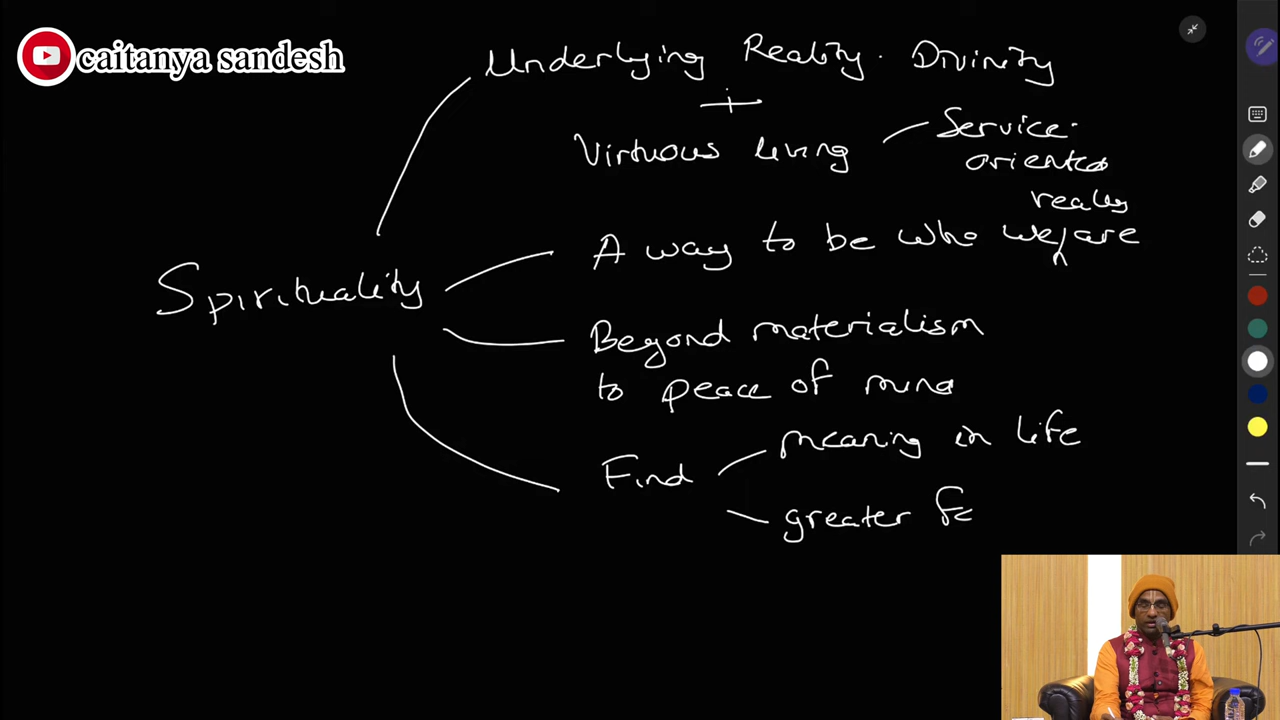 caitanya sandesh
Underlying Reality. Divinity
+
Virtuous living
Service-
oriented
really
A way to be who we are
Spirituality
Beyond materialism
to peace of mind
Find
meaning in life
greater fe